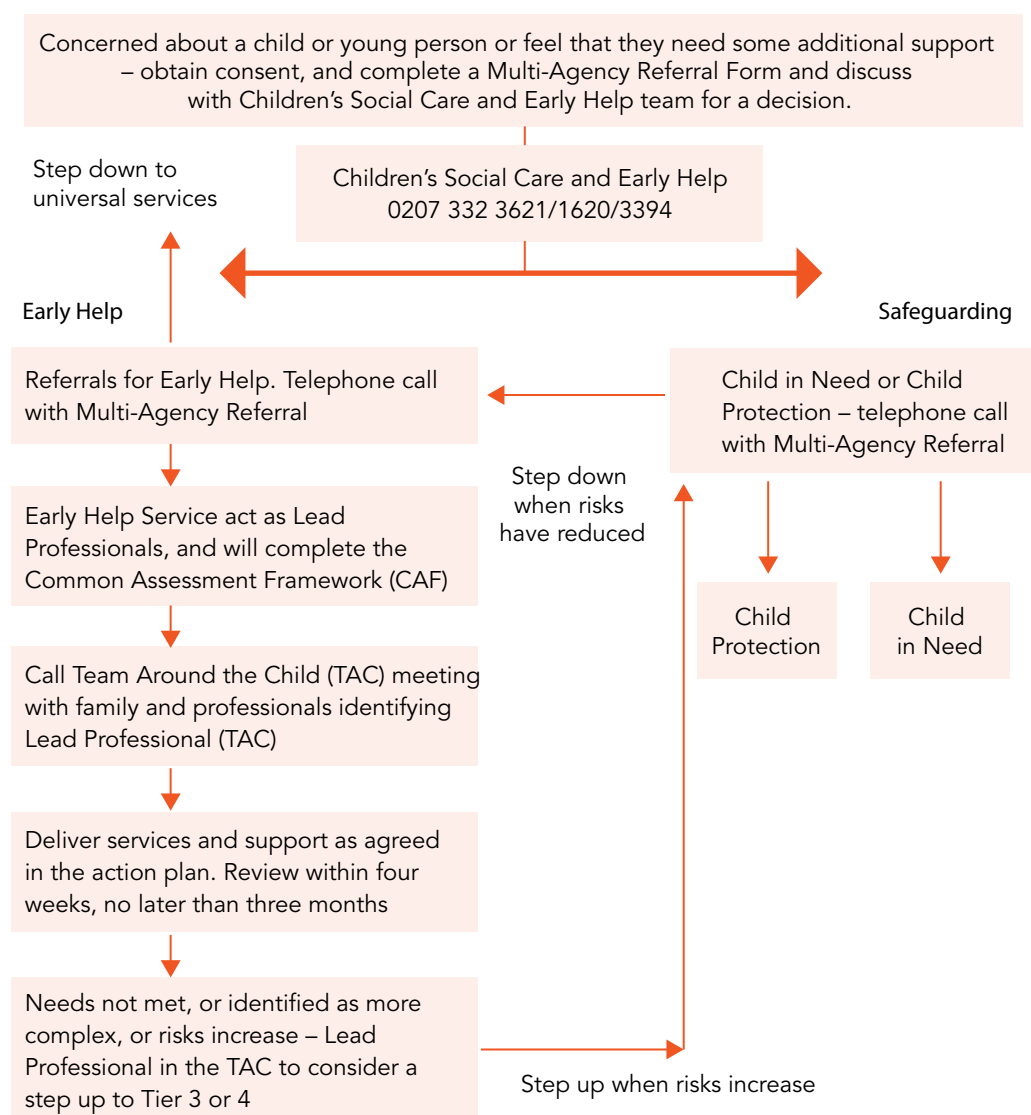 Concerned about a child or young person or feel that they need some additional support
– obtain consent, and complete a Multi-Agency Referral Form and discuss
with Children’s Social Care and Early Help team for a decision.
Step down to
universal services
Children’s Social Care and Early Help
0207 332 3621/1620/3394
Early Help
Safeguarding
Referrals for Early Help. Telephone call
with Multi-Agency Referral
Child in Need or Child
Protection – telephone call
with Multi-Agency Referral
Step down
when risks
have reduced
Early Help Service act as Lead
Professionals, and will complete the
Common Assessment Framework (CAF)
Child
Protection
Child
in Need
Call Team Around the Child (TAC) meeting
with family and professionals identifying
Lead Professional (TAC)
Deliver services and support as agreed
in the action plan. Review within four
weeks, no later than three months
Needs not met, or identified as more
complex, or risks increase – Lead
Professional in the TAC to consider a
step up to Tier 3 or 4
Step up when risks increase